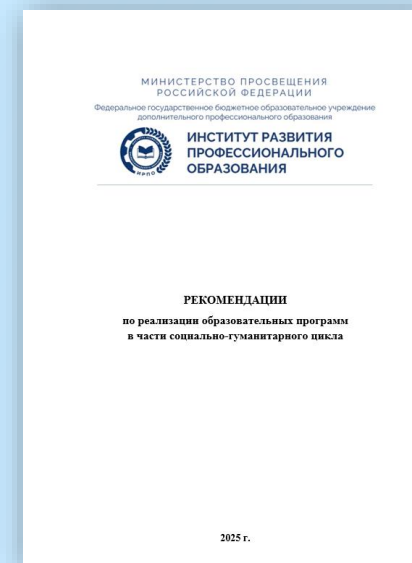 МИНИСТЕРСТВО ПРОСВЕЩЕНИЯ
РОССИЙСКОЙ ФЕДЕРАЦИИ
Федеральное государственное бюджетное образовательное учреждение
дополнительного профессионального образования
ИНСТИТУТ РАЗВИТИЯ
ПРОФЕССИОНАЛЬНОГО
ОБРАЗОВАНИЯ
ИРПО
РЕКОМЕНДАЦИИ
по реализации образовательных программ
в части социально-гуманитарного цикла
2025 г.